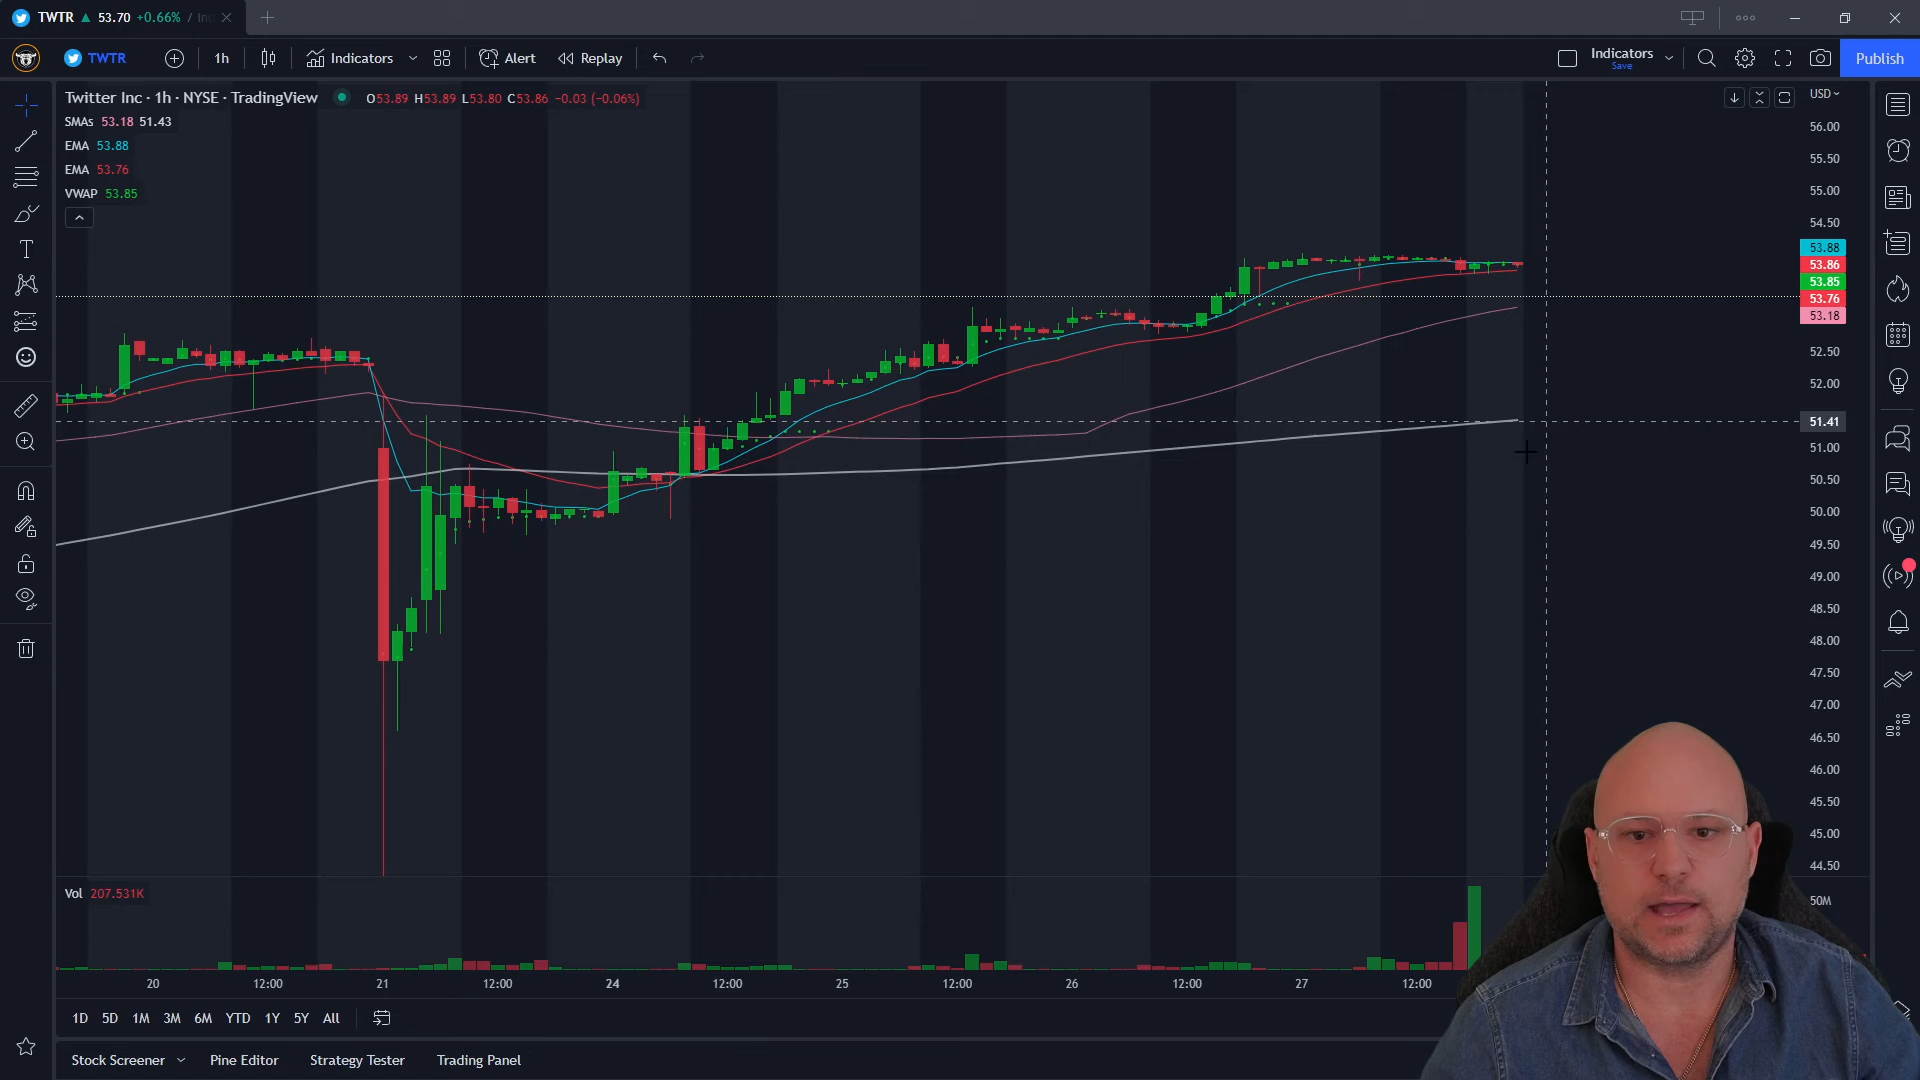 TWTR ▲ 53.70 +0.66% / In
TWTR 1h Indicators Alert Replay Indicators Save Publish
Twitter Inc · 1h · NYSE · TradingView O53.89 H53.89 L53.80 C53.86 −0.03 (−0.06%)
SMAs 53.18 51.43
EMA 53.88
EMA 53.76
VWAP 53.85
USD
56.00
55.50
55.00
54.50
53.88
53.86
53.85
53.76
53.18
52.50
52.00
51.41
51.00
50.50
50.00
49.50
49.00
48.50
48.00
47.50
47.00
46.50
46.00
45.50
45.00
44.50
Vol 207.531K
50M
20 12:00 21 12:00 24 12:00 25 12:00 26 12:00 27 12:00
1D 5D 1M 3M 6M YTD 1Y 5Y All
Stock Screener Pine Editor Strategy Tester Trading Panel